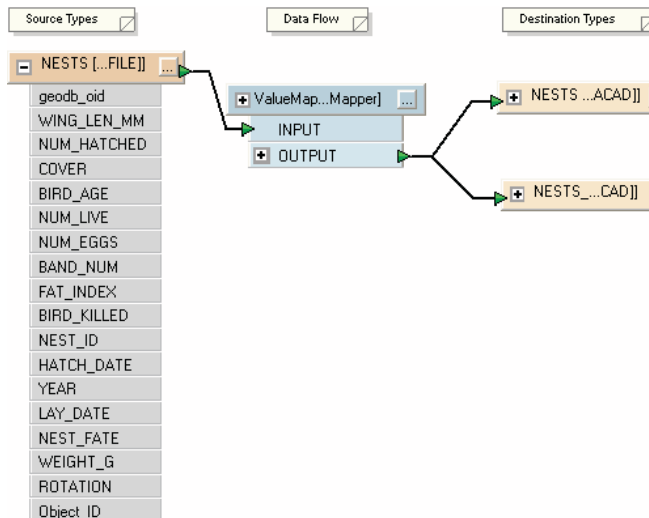 Source Types
Data Flow
Destination Types
NESTS [...FILE]]
...
geodb_oid
WING_LEN_MM
NUM_HATCHED
COVER
BIRD_AGE
NUM_LIVE
NUM_EGGS
BAND_NUM
FAT_INDEX
BIRD_KILLED
NEST_ID
HATCH_DATE
YEAR
LAY_DATE
NEST_FATE
WEIGHT_G
ROTATION
Object_ID
ValueMap...Mapper]
...
INPUT
OUTPUT
NESTS ...ACAD]]
NESTS_...CAD]]